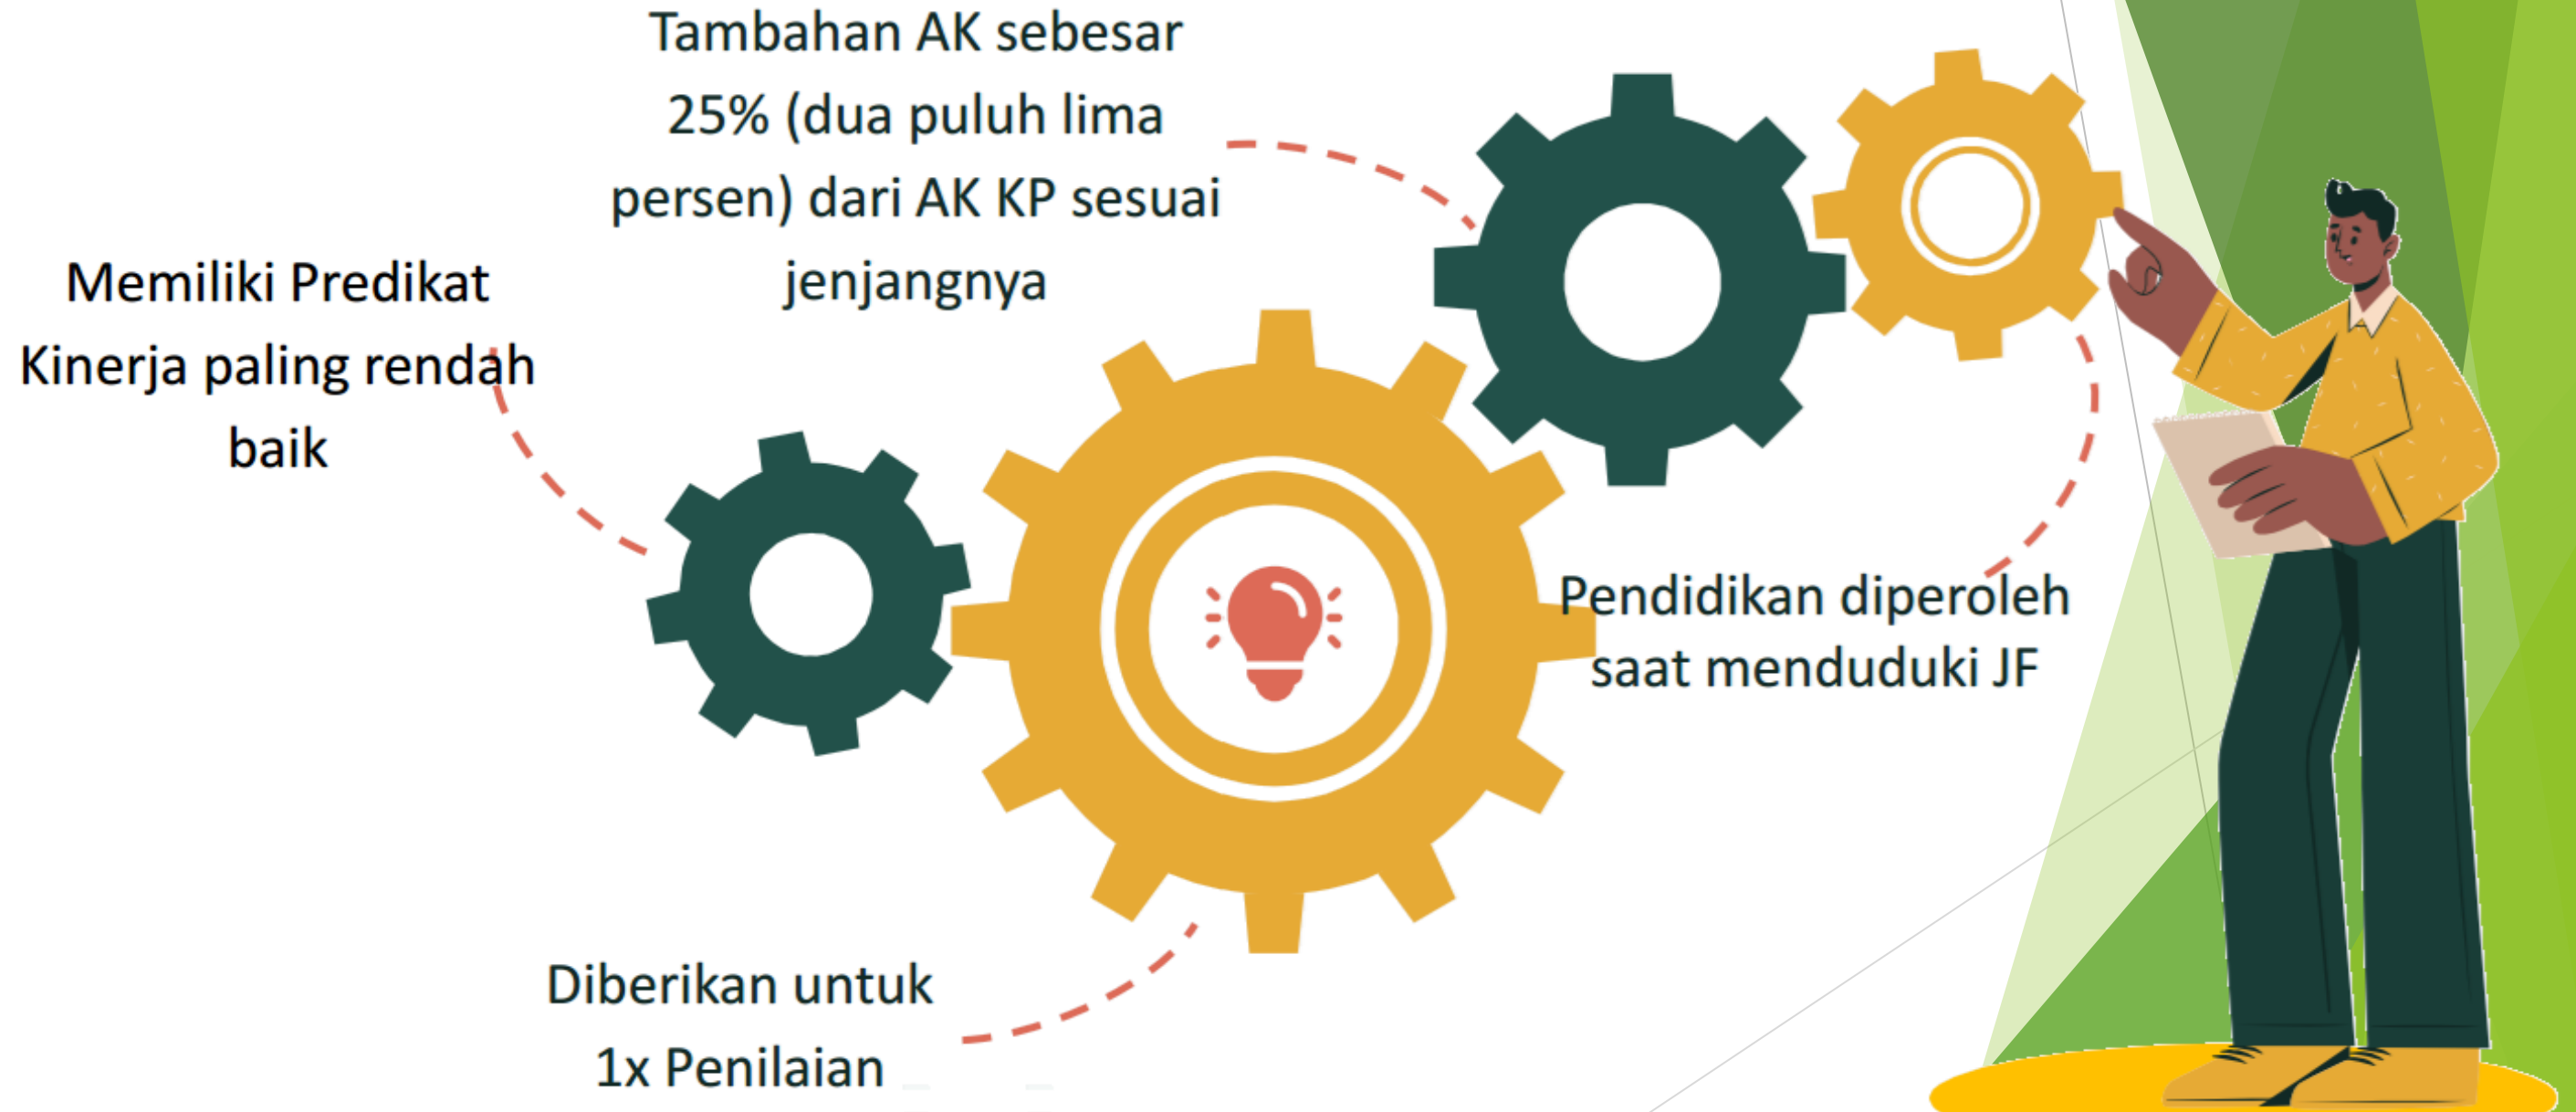 Tambahan AK sebesar
25% (dua puluh lima
persen) dari AK KP sesuai
jenjangnya
Memiliki Predikat
Kinerja paling rendah
baik
Pendidikan diperoleh
saat menduduki JF
Diberikan untuk
1x Penilaian